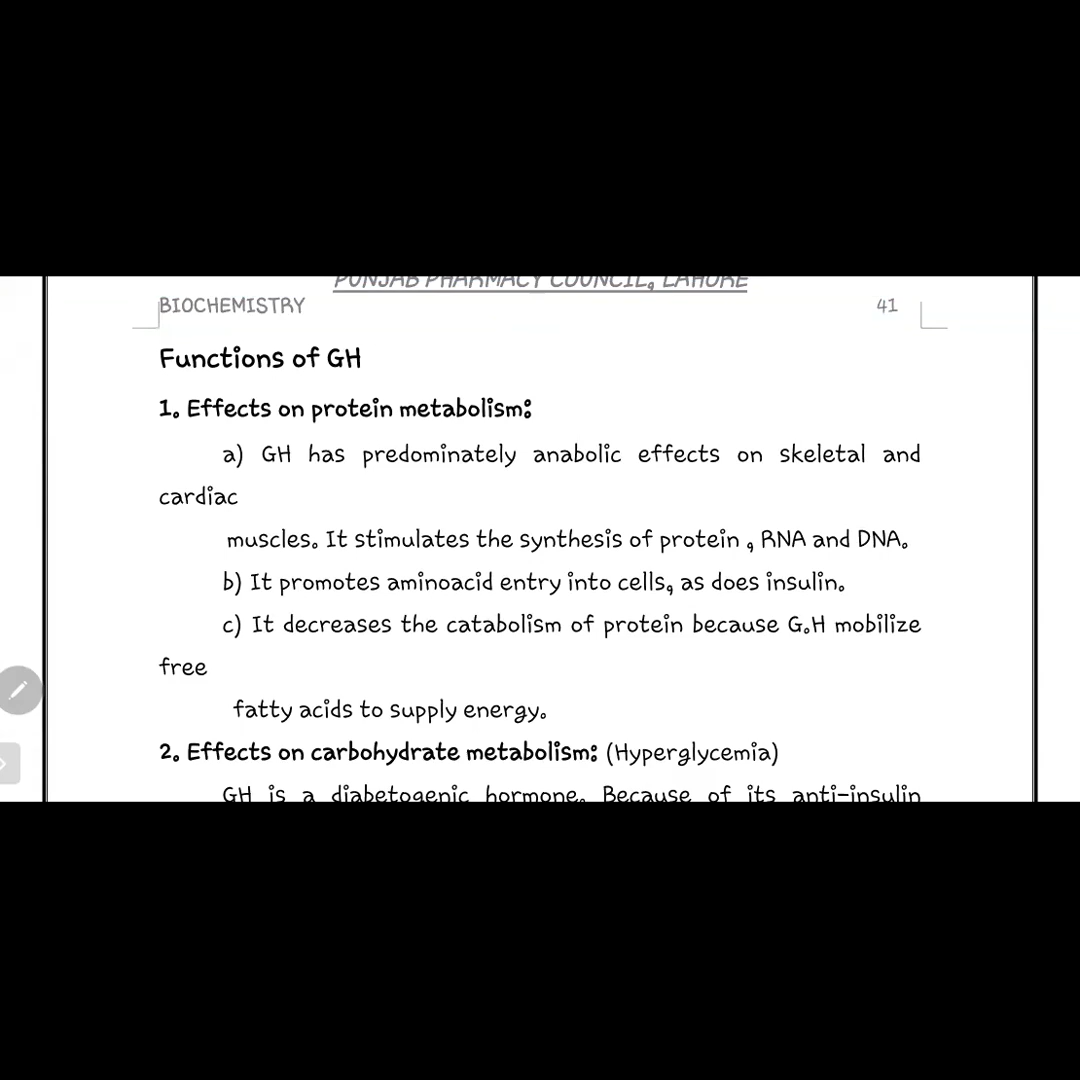 PUNJAB PHARMACY COUNCIL, LAHORE
BIOCHEMISTRY 41
Functions of GH
1. Effects on protein metabolism:
a) GH has predominately anabolic effects on skeletal and
cardiac
muscles. It stimulates the synthesis of protein , RNA and DNA.
b) It promotes aminoacid entry into cells, as does insulin.
c) It decreases the catabolism of protein because G.H mobilize
free
fatty acids to supply energy.
2. Effects on carbohydrate metabolism: (Hyperglycemia)
GH is a diabetogenic hormone. Because of its anti-insulin